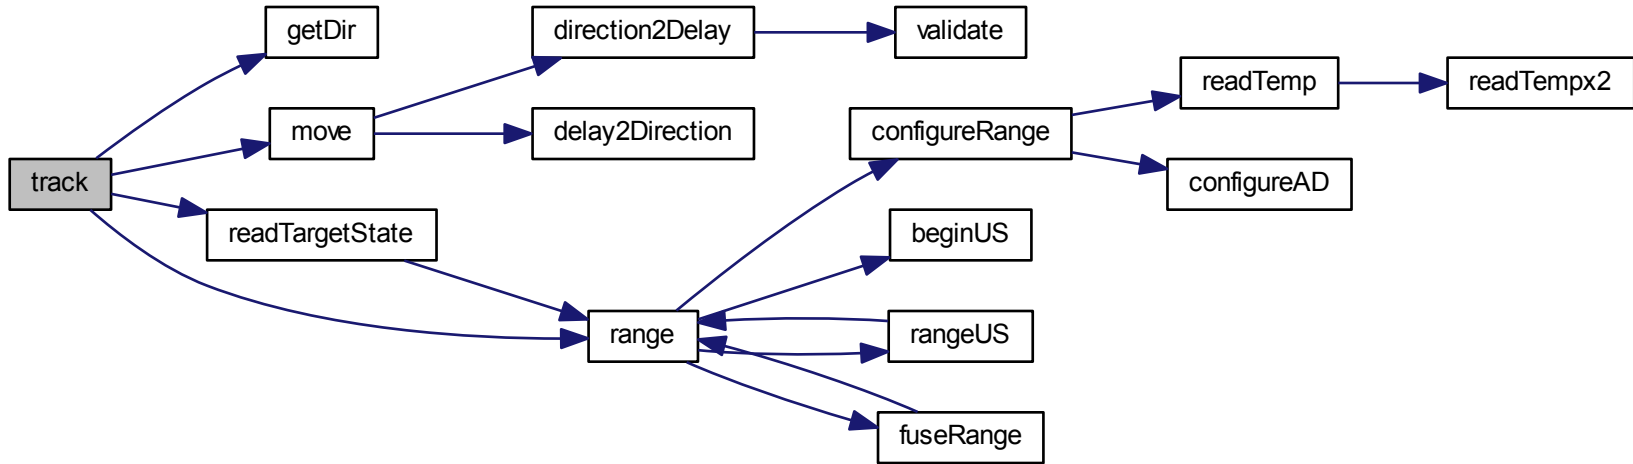 getDir
direction2Delay
validate
readTemp
readTempx2
move
delay2Direction
configureRange
track
configureAD
readTargetState
beginUS
range
rangeUS
fuseRange